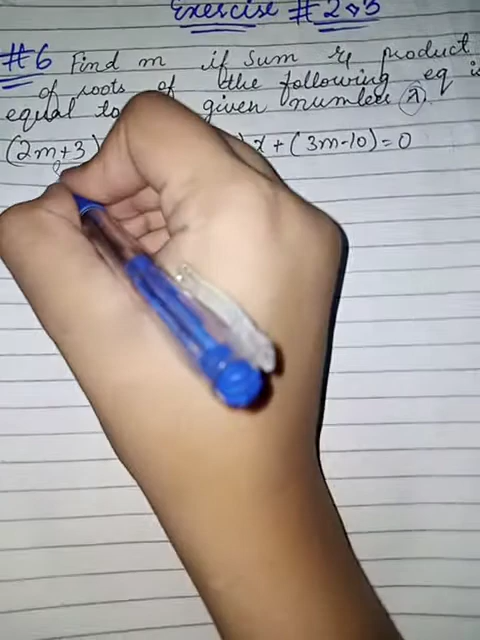 Exercise # 2.3
#6 Find m if sum & product
of roots of the following eq is
equal to given number λ.
(2m+3) )x+(3m-10)=0